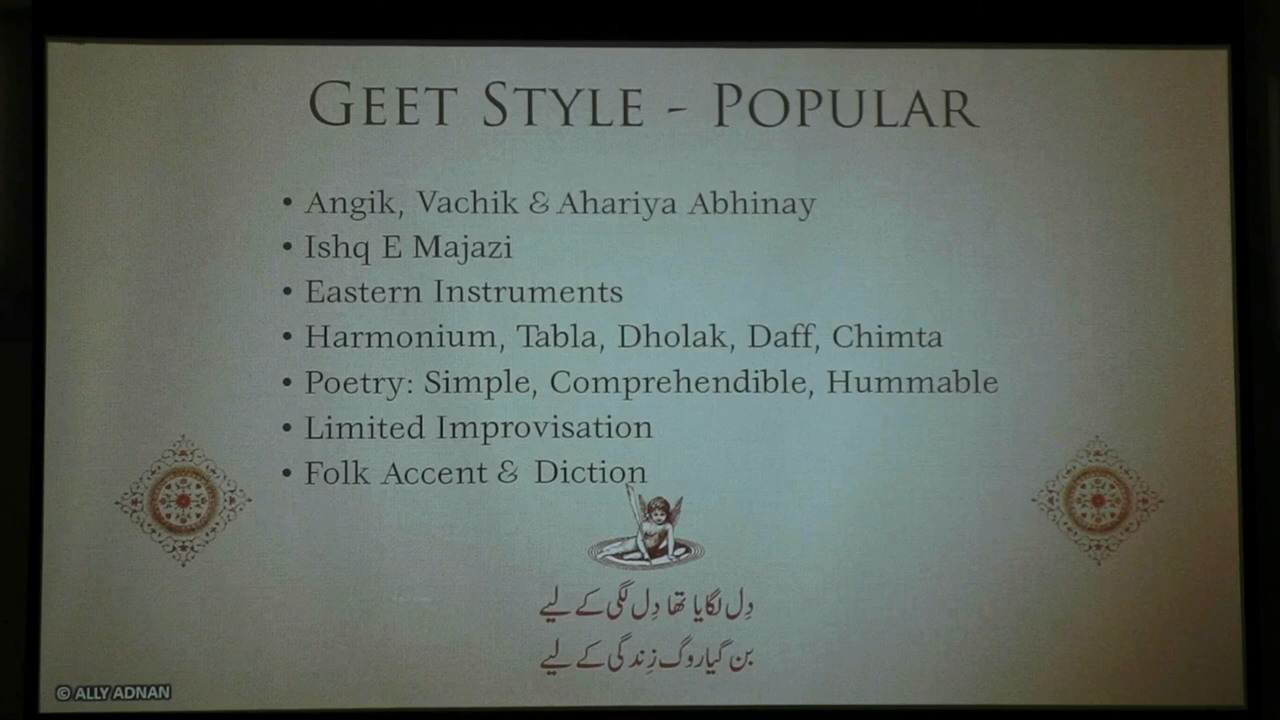 GEET STYLE - POPULAR
• Angik, Vachik & Ahariya Abhinay
• Ishq E Majazi
• Eastern Instruments
• Harmonium, Tabla, Dholak, Daff, Chimta
• Poetry: Simple, Comprehendible, Hummable
• Limited Improvisation
• Folk Accent & Diction
دِل لگایا تھا دِل لگی کے لیے
بن گیا روگ زِندگی کے لیے
© ALLY ADNAN